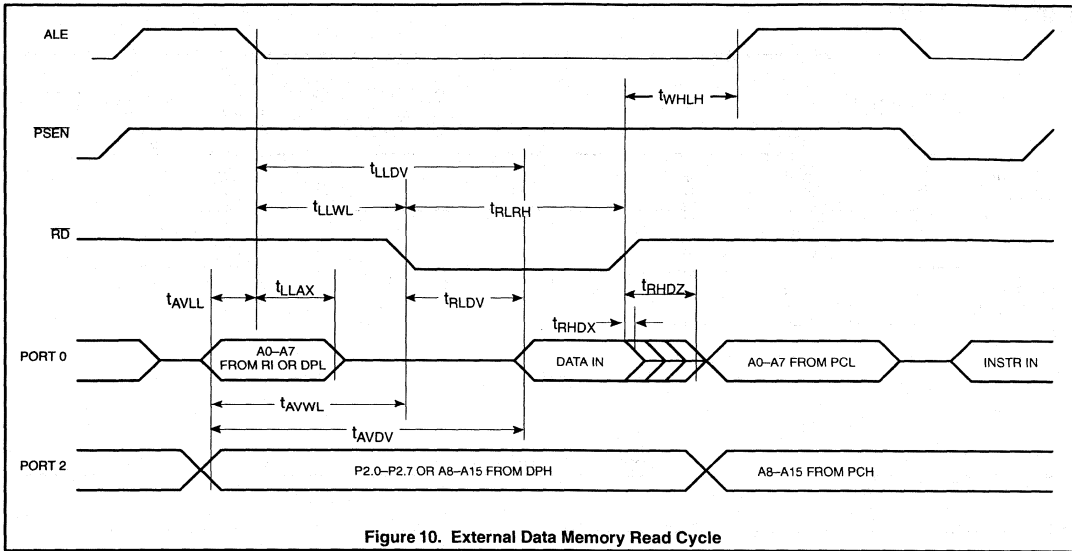 ALE
tWHLH
PSEN
tLLDV
tLLWL
tRLRH
RD
tAVLL
tLLAX
tRLDV
tRHDZ
tRHDX
PORT 0
A0–A7
FROM RI OR DPL
DATA IN
A0–A7 FROM PCL
INSTR IN
tAVWL
tAVDV
PORT 2
P2.0–P2.7 OR A8–A15 FROM DPH
A8–A15 FROM PCH
Figure 10. External Data Memory Read Cycle